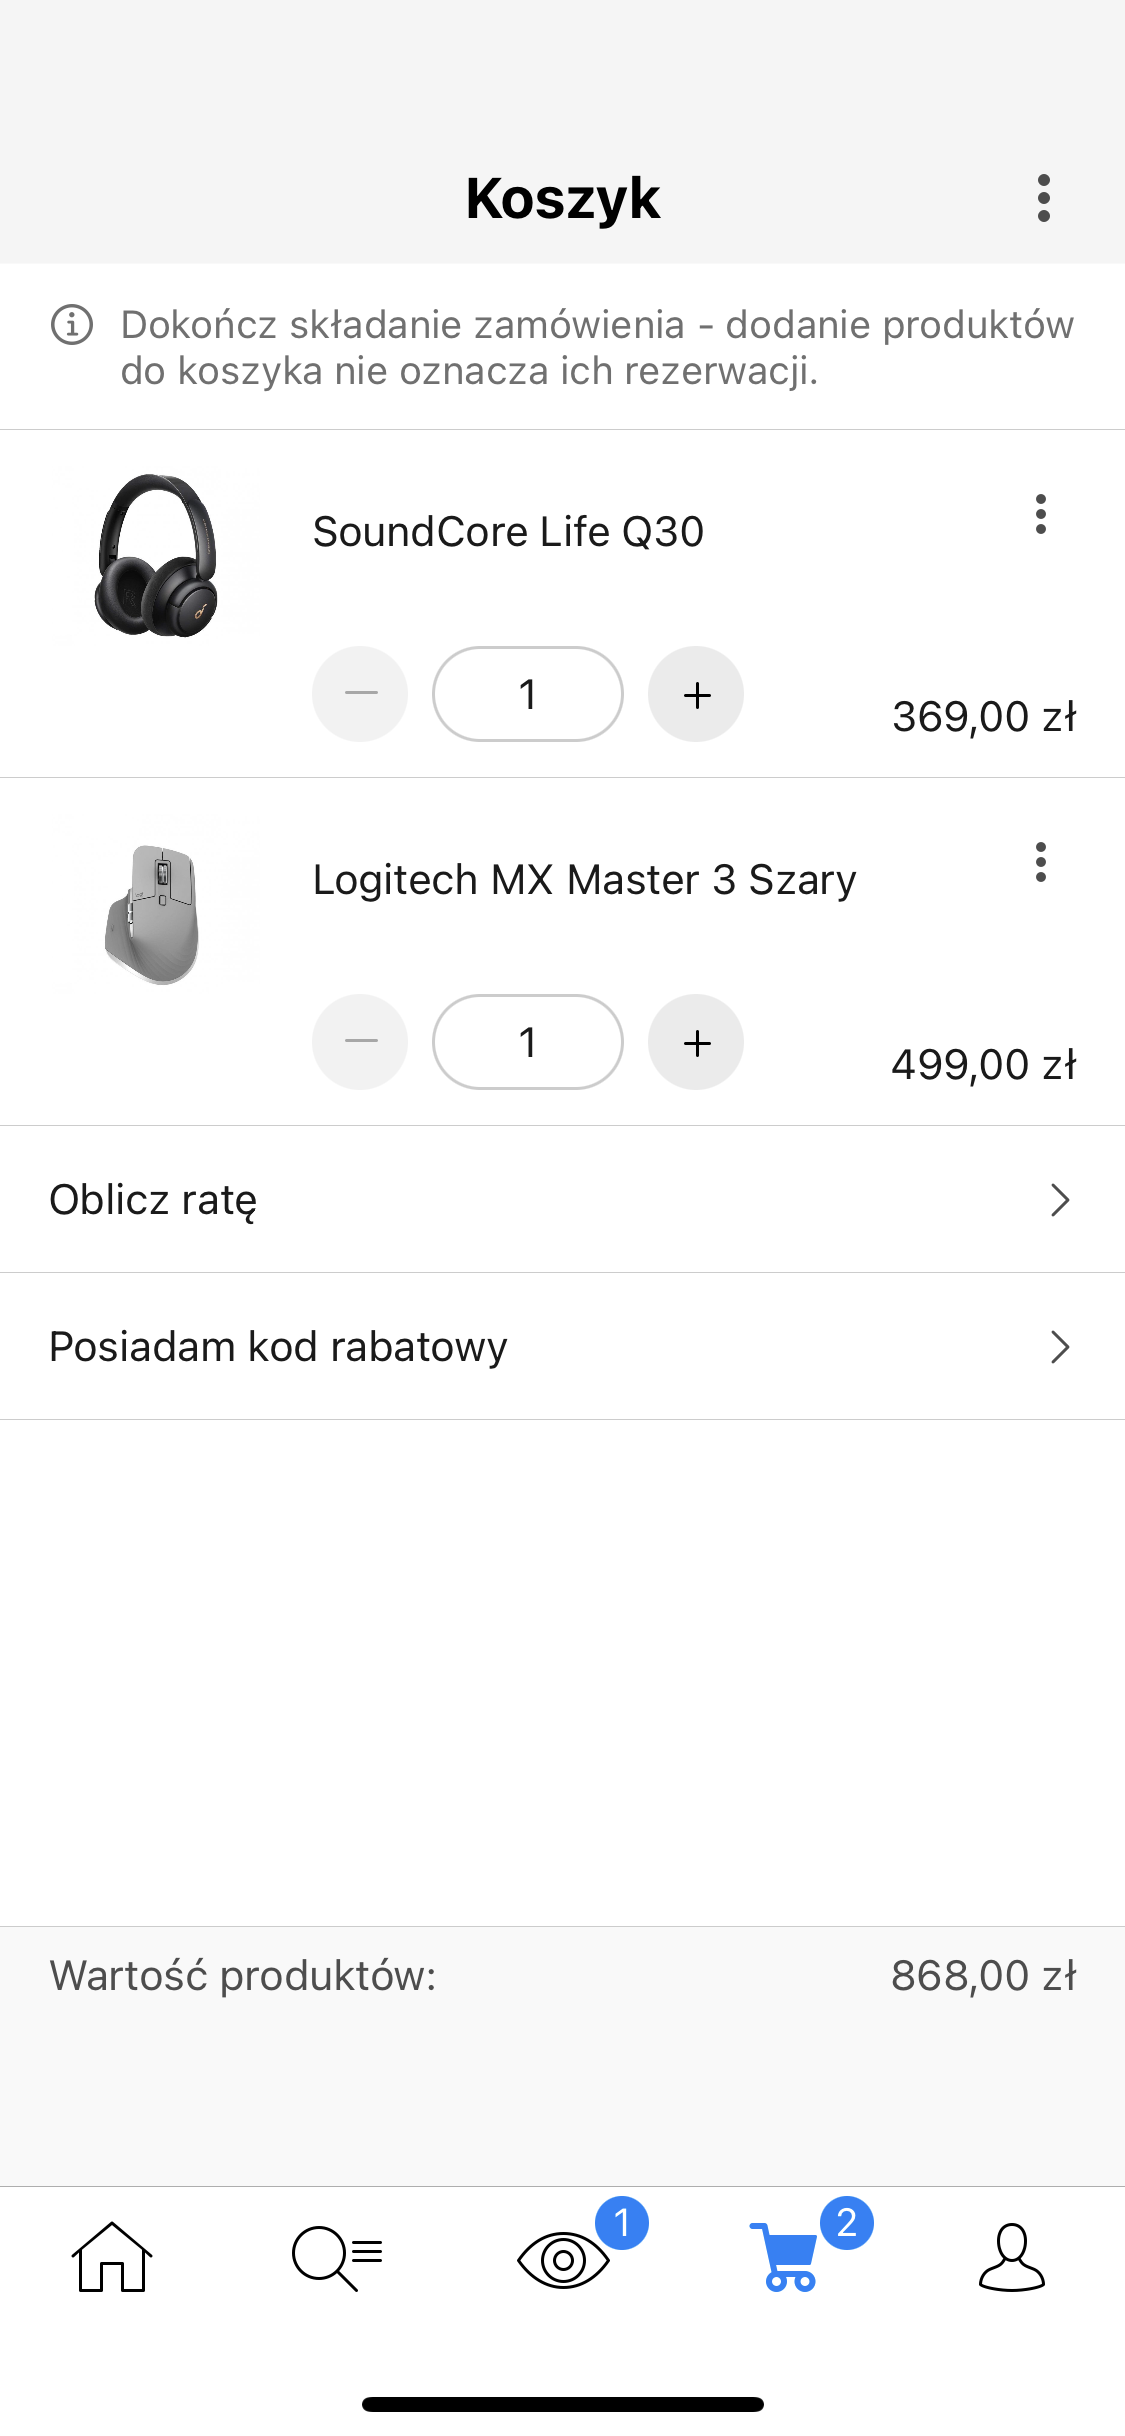 Koszyk
Dokończ składanie zamówienia - dodanie produktów
do koszyka nie oznacza ich rezerwacji.
SoundCore Life Q30
1
369,00 zł
Logitech MX Master 3 Szary
1
499,00 zł
Oblicz ratę
Posiadam kod rabatowy
Wartość produktów: 868,00 zł
1 2